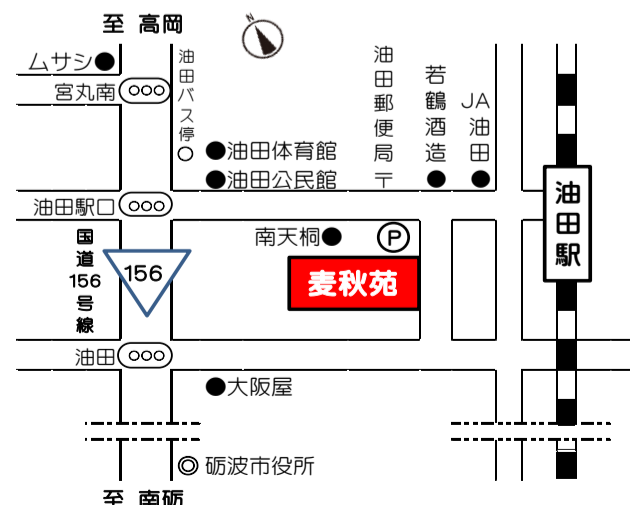 至 高岡
N
ムサシ●
宮丸南
油田バス停○
油田郵便局〒
若鶴酒造●
JA油田●
●油田体育館
●油田公民館
油田駅口
油田駅
南天桐●
P
国道156号線
156
麦秋苑
油田
●大阪屋
◎砺波市役所
至 南砺